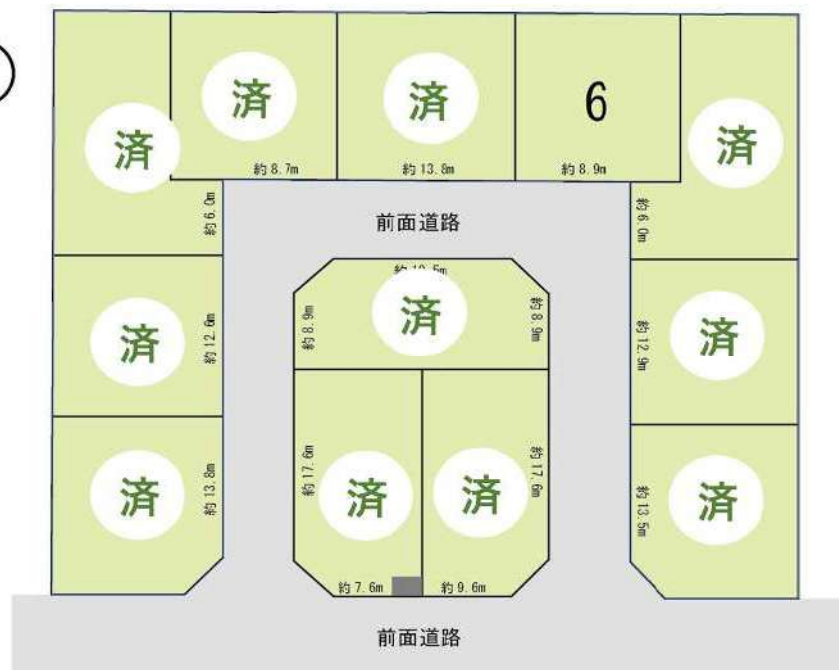 済
済
済
6
済
約 8.7m
約 13.8m
約 8.9m
約 6.0m
約 6.0m
前面道路
済
約 8.9m
約 8.9m
済
約 12.6m
約 12.9m
済
済
約 13.8m
約 17.6m
済
済
約 17.6m
約 13.5m
済
約 7.6m
約 9.6m
前面道路